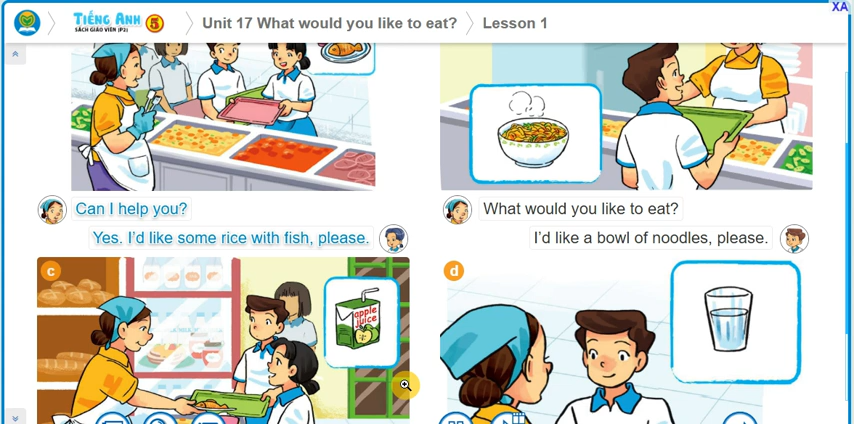 TIẾNG ANH 5
SÁCH GIÁO VIÊN (P2)
Unit 17 What would you like to eat?
Lesson 1
XA
Can I help you?
Yes. I'd like some rice with fish, please.
What would you like to eat?
I'd like a bowl of noodles, please.
c
apple
juice
d